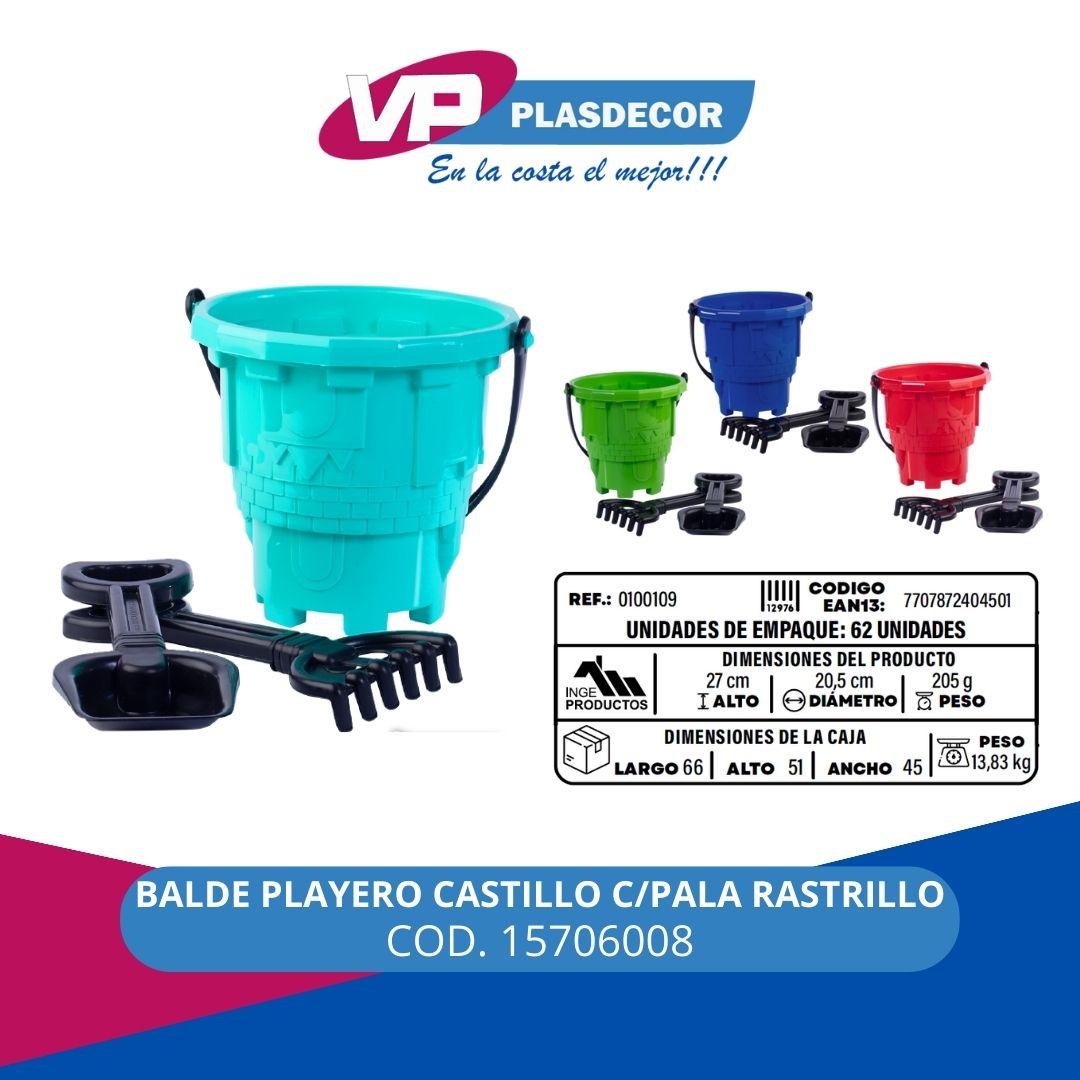 VP PLASDECOR
En la costa el mejor!!!
REF.: 0100109
12976
CODIGO
EAN13: 7707872404501
UNIDADES DE EMPAQUE: 62 UNIDADES
INGE
PRODUCTOS
DIMENSIONES DEL PRODUCTO
27 cm 20,5 cm 205 g
ALTO DIÁMETRO PESO
DIMENSIONES DE LA CAJA
LARGO 66 ALTO 51 ANCHO 45
PESO
13,83 kg
BALDE PLAYERO CASTILLO C/PALA RASTRILLO
COD. 15706008